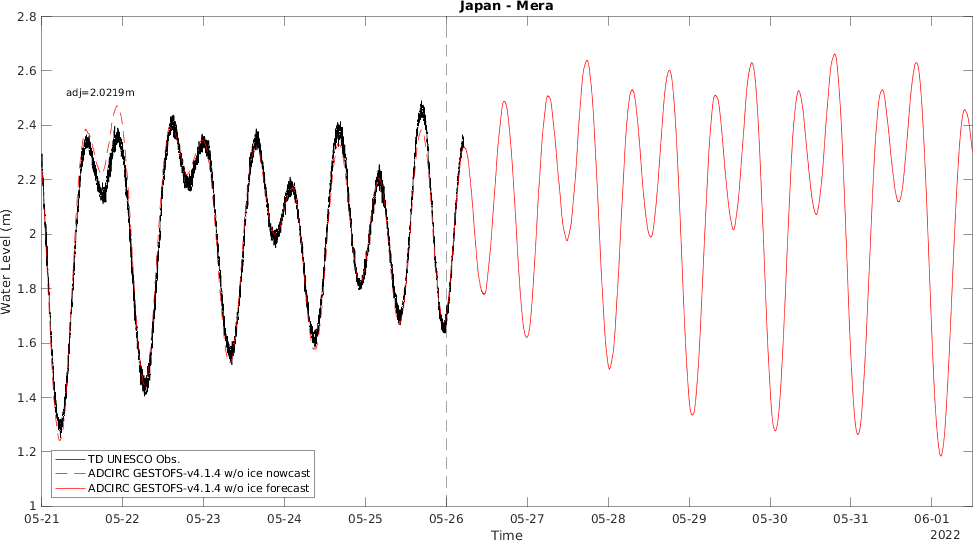 Japan - Mera
2.8
2.6
adj=2.0219m
2.4
2.2
2
Water Level (m)
1.8
1.6
1.4
1.2
1
TD UNESCO Obs.
ADCIRC GESTOFS-v4.1.4 w/o ice nowcast
ADCIRC GESTOFS-v4.1.4 w/o ice forecast
05-21 05-22 05-23 05-24 05-25 05-26 05-27 05-28 05-29 05-30 05-31 06-01
Time
2022